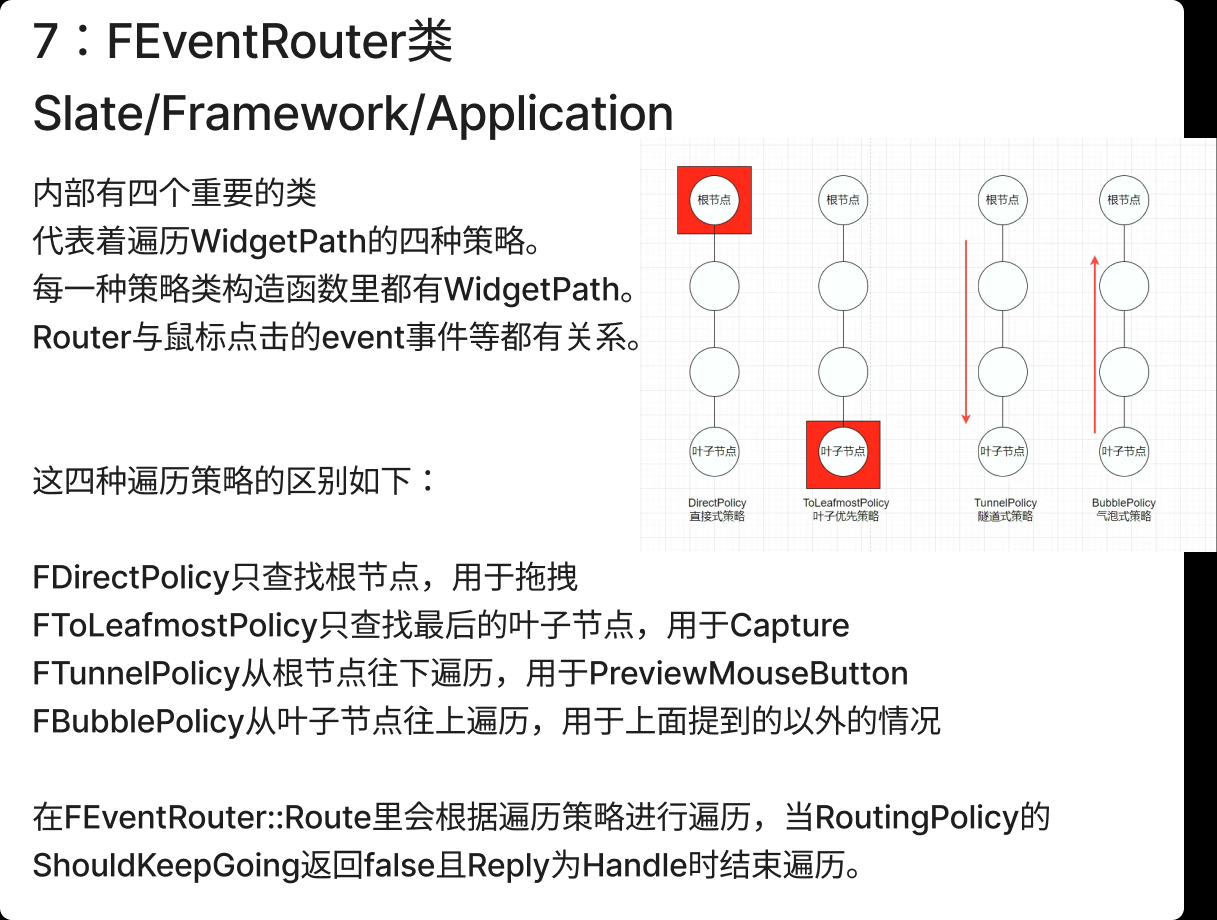 7：FEventRouter类
Slate/Framework/Application
内部有四个重要的类
代表着遍历WidgetPath的四种策略。
每一种策略类构造函数里都有WidgetPath。
Router与鼠标点击的event事件等都有关系。
根节点
根节点
根节点
根节点
叶子节点
叶子节点
叶子节点
叶子节点
DirectPolicy
直接式策略
ToLeafmostPolicy
叶子优先策略
TunnelPolicy
隧道式策略
BubblePolicy
气泡式策略
这四种遍历策略的区别如下：
FDirectPolicy只查找根节点，用于拖拽
FToLeafmostPolicy只查找最后的叶子节点，用于Capture
FTunnelPolicy从根节点往下遍历，用于PreviewMouseButton
FBubblePolicy从叶子节点往上遍历，用于上面提到的以外的情况
在FEventRouter::Route里会根据遍历策略进行遍历，当RoutingPolicy的
ShouldKeepGoing返回false且Reply为Handle时结束遍历。